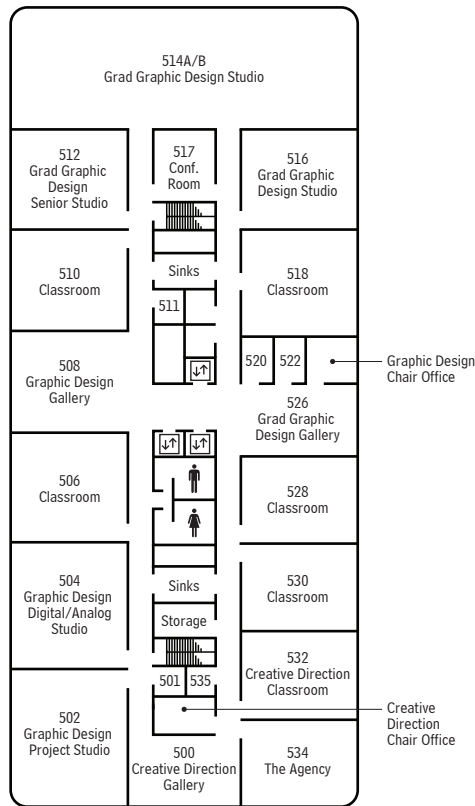 514A/B
Grad Graphic Design Studio
512
Grad Graphic
Design
Senior Studio
517
Conf.
Room
516
Grad Graphic
Design Studio
510
Classroom
Sinks
518
Classroom
511
508
Graphic Design
Gallery
520
522
Graphic Design
Chair Office
526
Grad Graphic
Design Gallery
506
Classroom
528
Classroom
504
Graphic Design
Digital/Analog
Studio
Sinks
530
Classroom
Storage
532
Creative Direction
Classroom
501
535
502
Graphic Design
Project Studio
Creative
Direction
Chair Office
500
Creative Direction
Gallery
534
The Agency